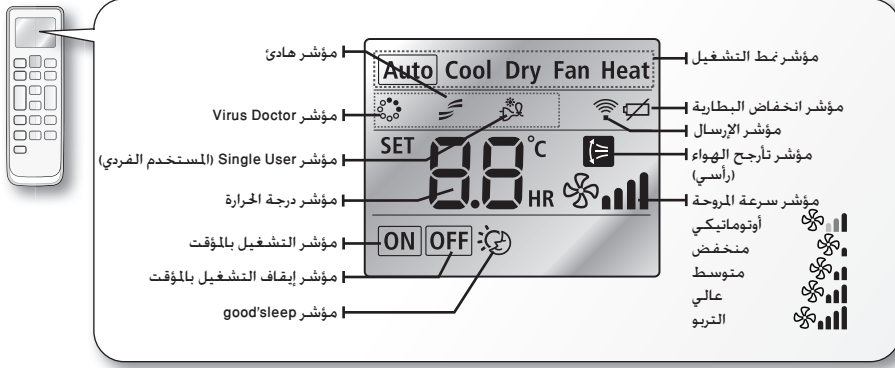 مؤشر نمط التشغيل
مؤشر انخفاض البطارية
مؤشر الإرسال
مؤشر تأرجح الهواء
(رأسي)
مؤشر سرعة المروحة
أوتوماتيكي
منخفض
متوسط
عالي
التربو
Auto Cool Dry Fan Heat
SET 8.8 °C
HR
ON OFF
مؤشر هادئ
مؤشر Virus Doctor
مؤشر Single User (المستخدم الفردي)
مؤشر درجة الحرارة
مؤشر التشغيل بالمؤقت
مؤشر إيقاف التشغيل بالمؤقت
مؤشر good'sleep